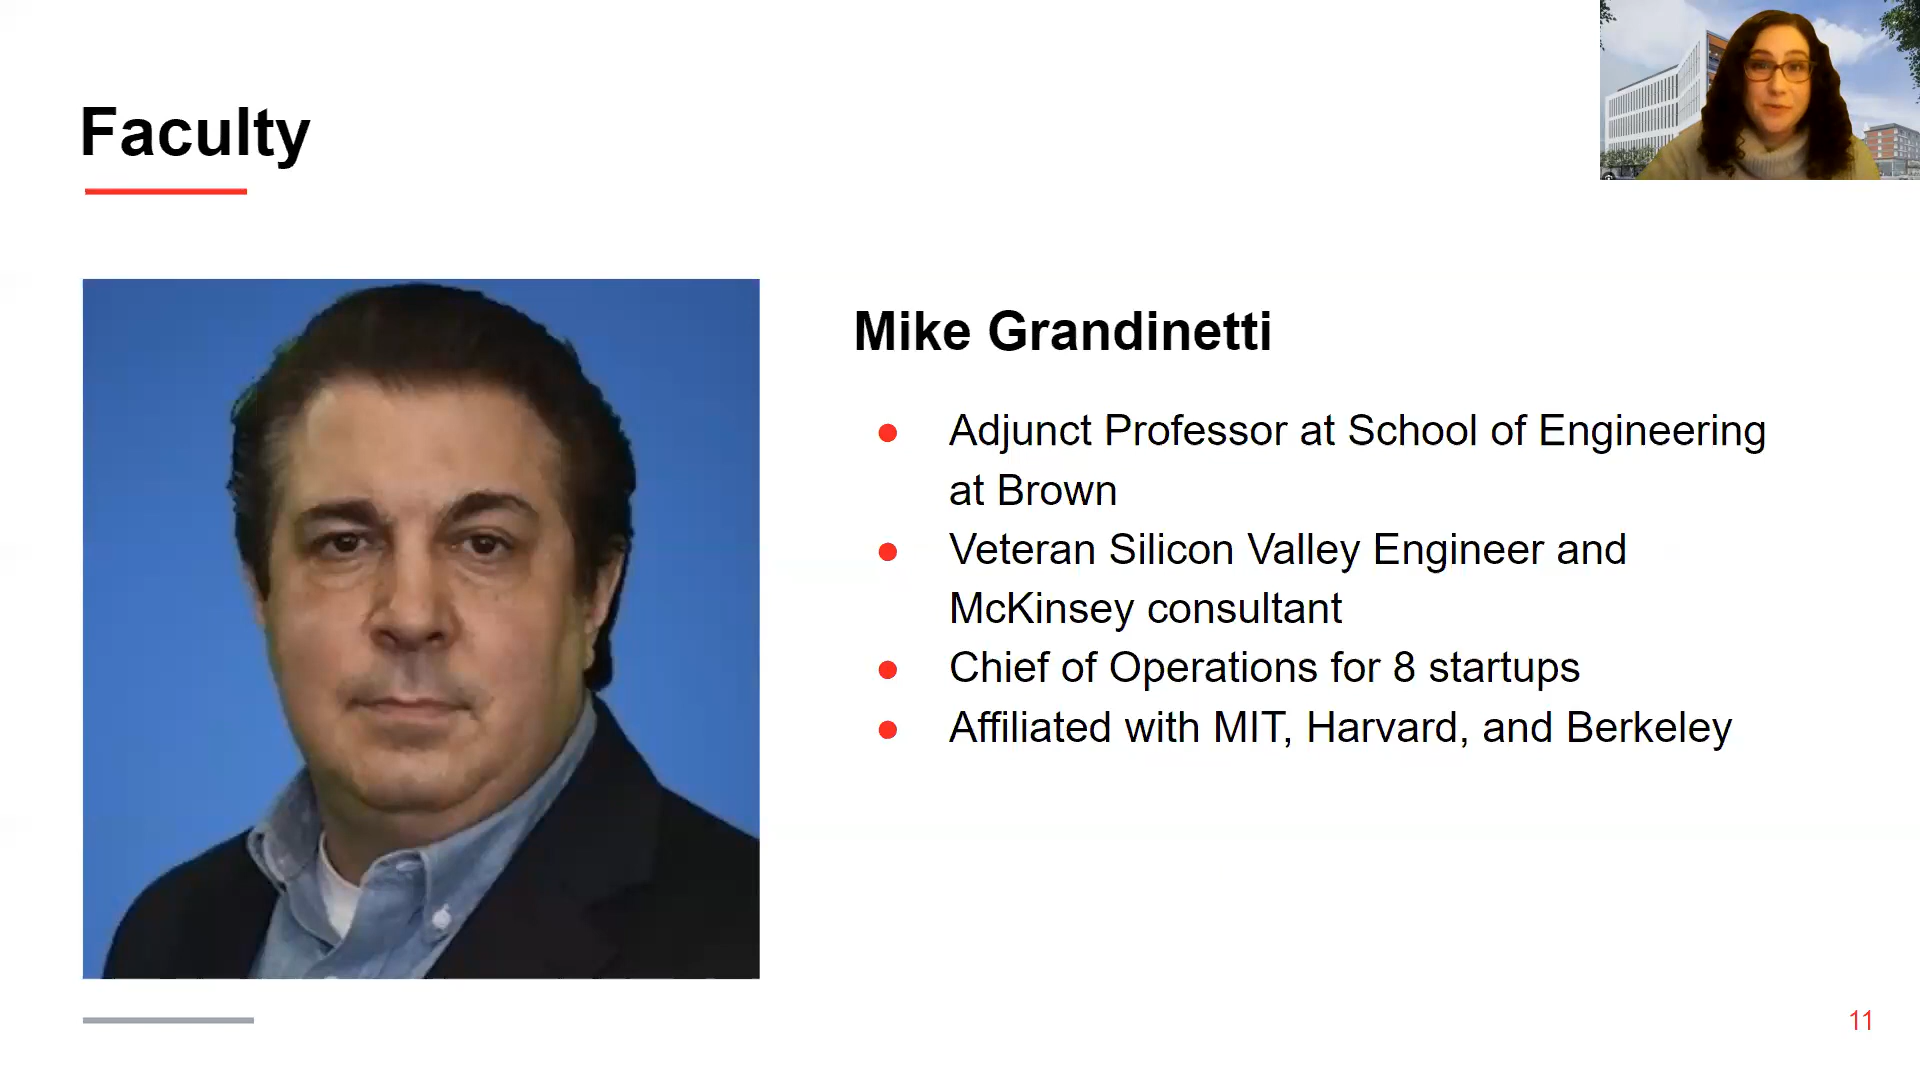 Faculty
Mike Grandinetti
● Adjunct Professor at School of Engineering
at Brown
● Veteran Silicon Valley Engineer and
McKinsey consultant
● Chief of Operations for 8 startups
● Affiliated with MIT, Harvard, and Berkeley
11